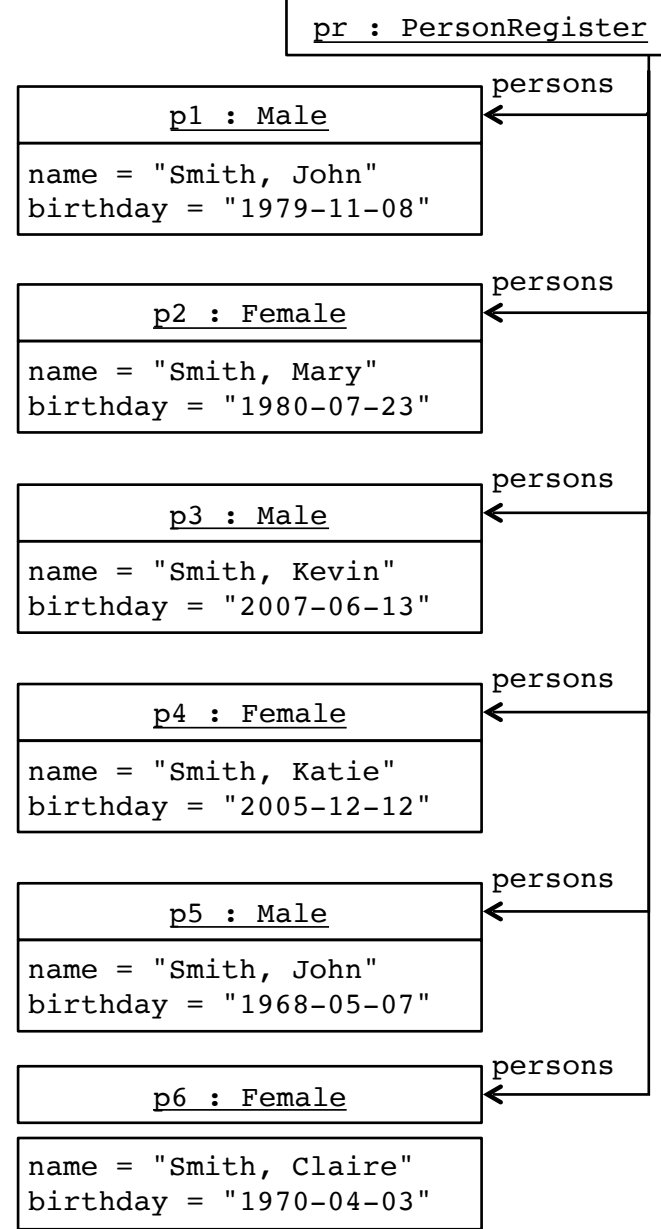 pr : PersonRegister
persons
p1 : Male
name = "Smith, John"
birthday = "1979-11-08"
persons
p2 : Female
name = "Smith, Mary"
birthday = "1980-07-23"
persons
p3 : Male
name = "Smith, Kevin"
birthday = "2007-06-13"
persons
p4 : Female
name = "Smith, Katie"
birthday = "2005-12-12"
persons
p5 : Male
name = "Smith, John"
birthday = "1968-05-07"
persons
p6 : Female
name = "Smith, Claire"
birthday = "1970-04-03"